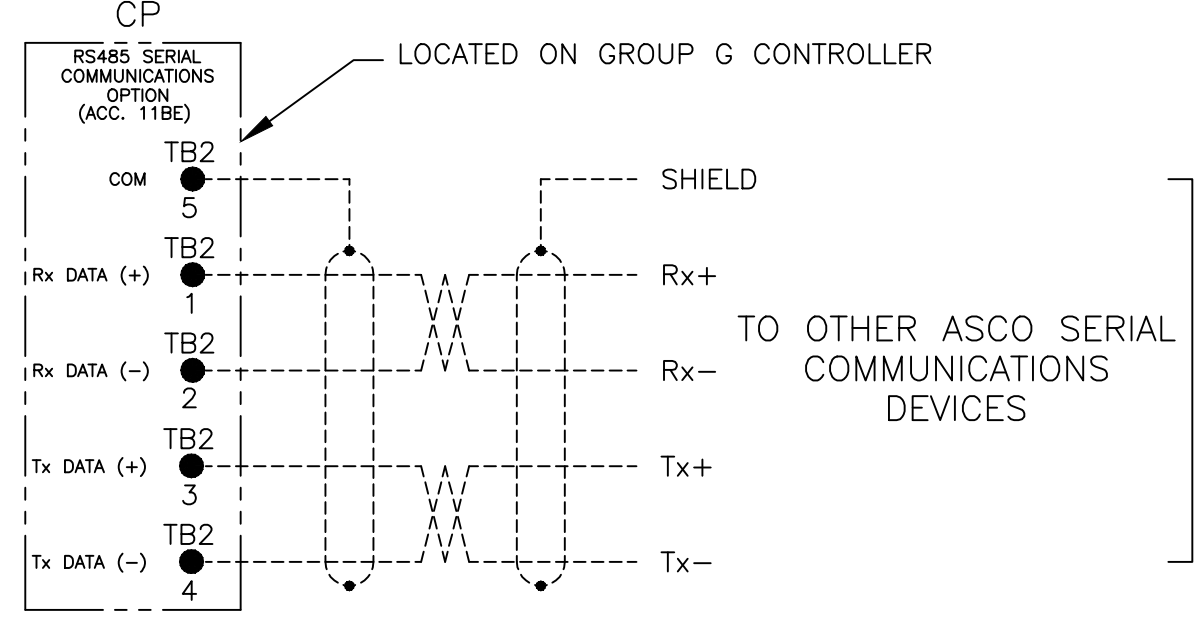 CP
RS485 SERIAL
COMMUNICATIONS
OPTION
(ACC. 11BE)
LOCATED ON GROUP G CONTROLLER
TB2
COM
5
SHIELD
TB2
Rx DATA (+)
1
Rx+
TB2
Rx DATA (-)
2
Rx-
TB2
Tx DATA (+)
3
Tx+
TB2
Tx DATA (-)
4
Tx-
TO OTHER ASCO SERIAL
COMMUNICATIONS
DEVICES